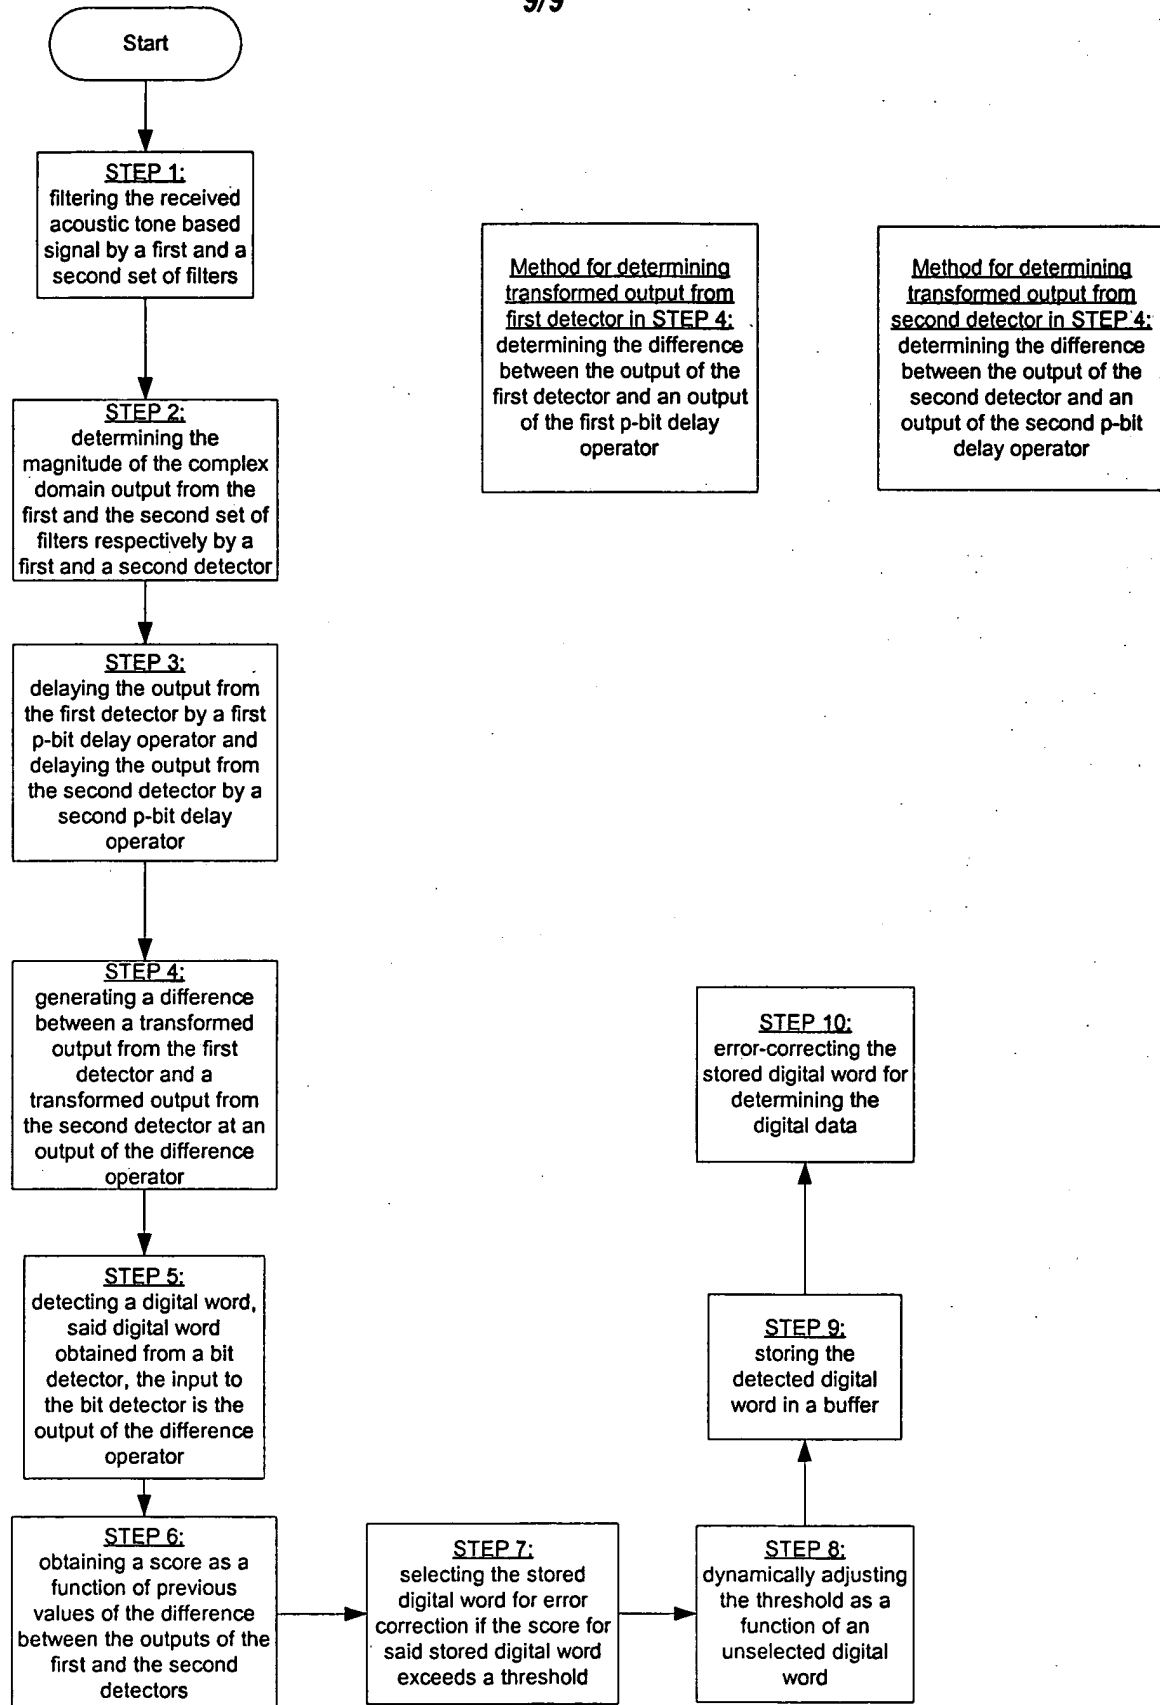 9/9
Start
STEP 1:
filtering the received
acoustic tone based
signal by a first and a
second set of filters
STEP 2:
determining the
magnitude of the complex
domain output from the
first and the second set of
filters respectively by a
first and a second detector
STEP 3:
delaying the output from
the first detector by a first
p-bit delay operator and
delaying the output from
the second detector by a
second p-bit delay
operator
STEP 4:
generating a difference
between a transformed
output from the first
detector and a
transformed output from
the second detector at an
output of the difference
operator
STEP 5:
detecting a digital word,
said digital word
obtained from a bit
detector, the input to
the bit detector is the
output of the difference
operator
STEP 6:
obtaining a score as a
function of previous
values of the difference
between the outputs of the
first and the second
detectors
STEP 7:
selecting the stored
digital word for error
correction if the score for
said stored digital word
exceeds a threshold
STEP 8:
dynamically adjusting
the threshold as a
function of an
unselected digital
word
STEP 9:
storing the
detected digital
word in a buffer
STEP 10:
error-correcting the
stored digital word for
determining the
digital data
Method for determining
transformed output from
first detector in STEP 4:
determining the difference
between the output of the
first detector and an output
of the first p-bit delay
operator
Method for determining
transformed output from
second detector in STEP 4:
determining the difference
between the output of the
second detector and an
output of the second p-bit
delay operator